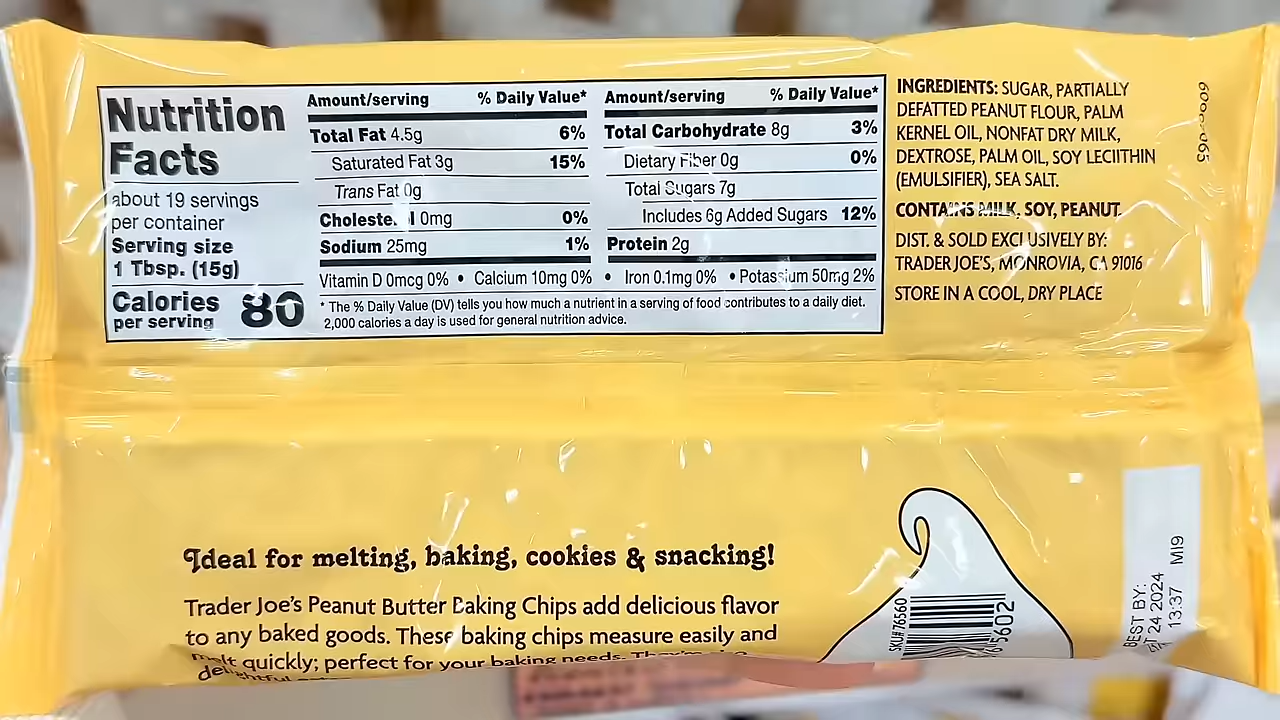 Nutrition
Facts
about 19 servings
per container
Serving size
1 Tbsp. (15g)
Calories
per serving
80
Amount/serving % Daily Value*
Total Fat 4.5g 6%
Saturated Fat 3g 15%
Trans Fat 0g
0mg 0%
Sodium 25mg 1%
Amount/serving % Daily Value*
Total Carbohydrate 8g 3%
Dietary Fiber 0g 0%
Total Sugars 7g
Includes 6g Added Sugars 12%
Protein 2g
Vitamin D 0mcg 0% • Calcium 10mg 0% • Iron 0.1mg 0% • Potassium 50mg 2%
* The % Daily Value (DV) tells you how much a nutrient in a serving of food contributes to a daily diet.
2,000 calories a day is used for general nutrition advice.
INGREDIENTS: SUGAR, PARTIALLY
DEFATTED PEANUT FLOUR, PALM
KERNEL OIL, NONFAT DRY MILK,
DEXTROSE, PALM OIL, SOY LECIITHIN
(EMULSIFIER), SEA SALT.
CONTAINS MILK, SOY, PEANUT.
DIST. & SOLD EXCLUSIVELY BY:
TRADER JOE'S, MONROVIA, CA 91016
STORE IN A COOL, DRY PLACE
Ideal for melting, baking, cookies & snacking!
Trader Joe's Peanut Butter Baking Chips add delicious flavor
to any baked goods. These baking chips measure easily and
melt quickly; perfect for your baking needs. They're
SKU#76560
BEST BY:
24 2024
13:37 M19